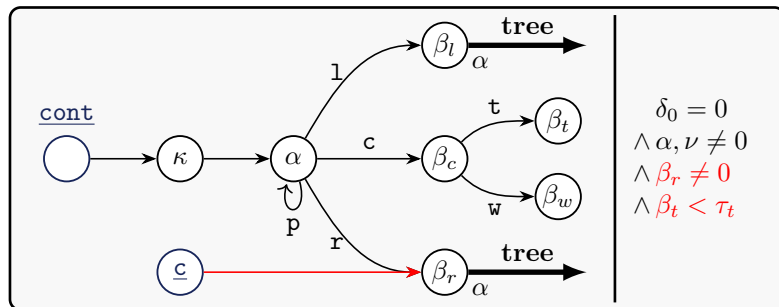 l
β_l
tree
α
cont
κ
α
p
c
β_c
t
β_t
w
β_w
r
c
β_r
tree
α
δ_0 = 0
∧ α, ν ≠ 0
∧ β_r ≠ 0
∧ β_t < τ_t